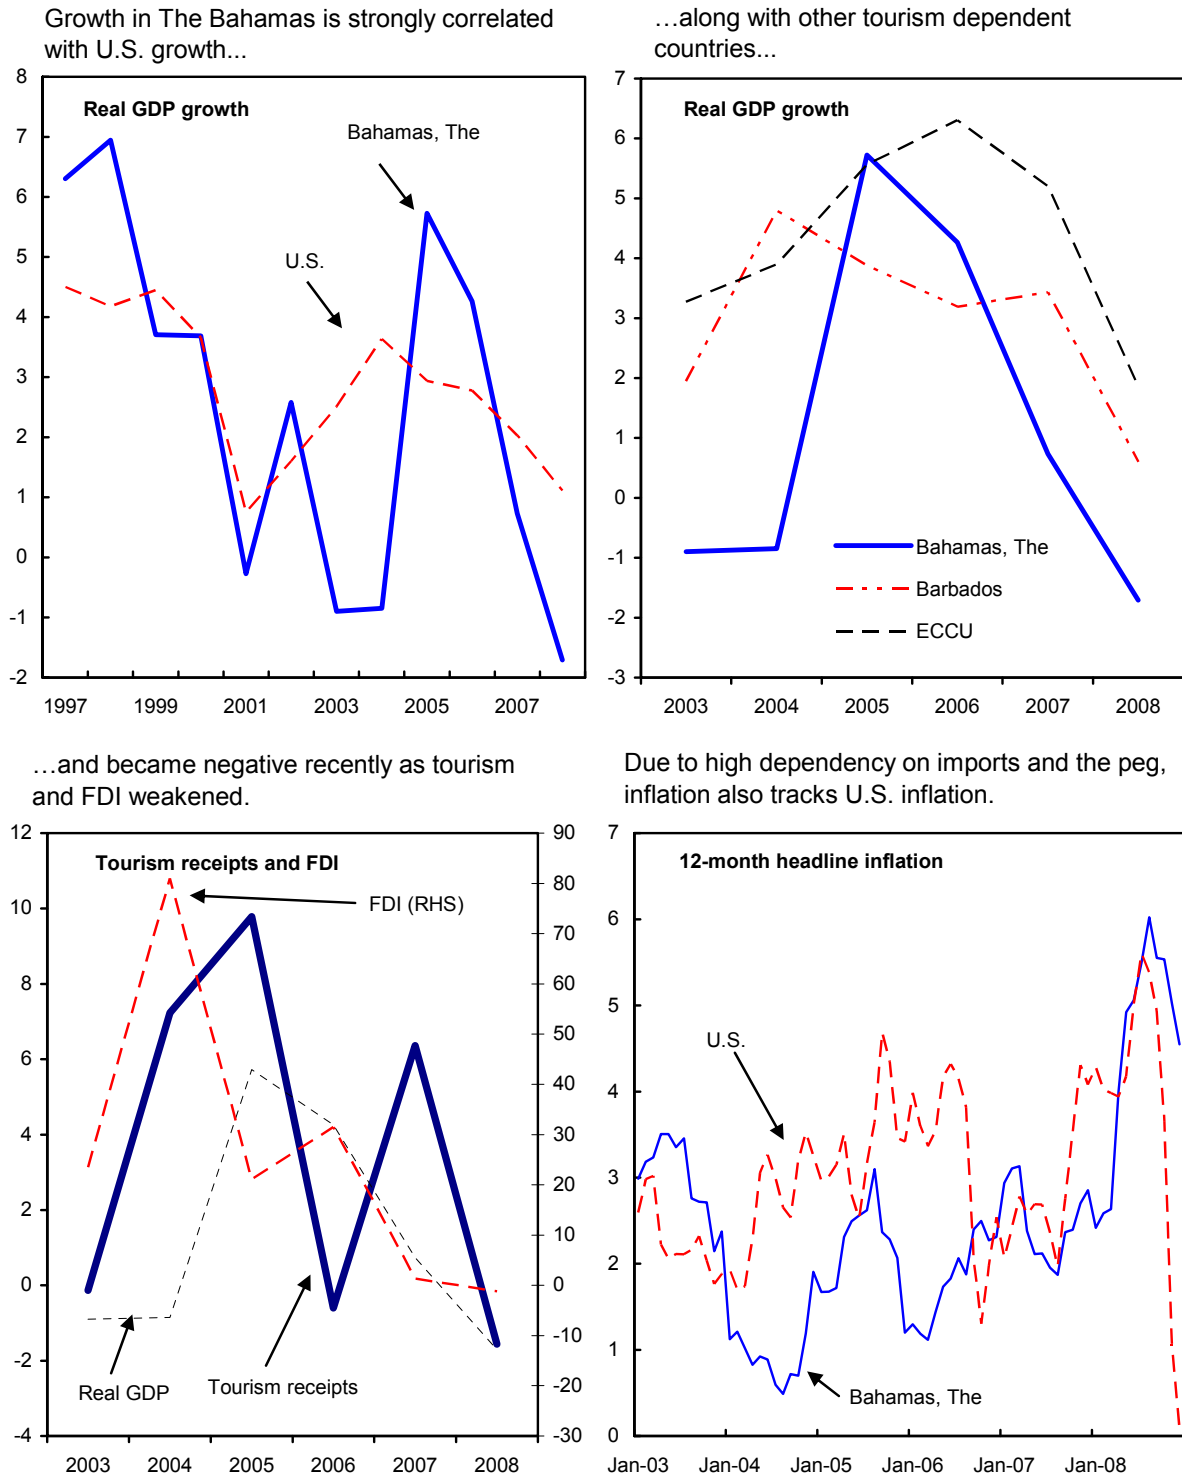 Growth in The Bahamas is strongly correlated
with U.S. growth...
8
7
6
5
4
3
2
1
0
-1
-2
Real GDP growth
Bahamas, The
U.S.
1997 1999 2001 2003 2005 2007
…along with other tourism dependent
countries...
7
6
5
4
3
2
1
0
-1
-2
-3
Real GDP growth
Bahamas, The
Barbados
ECCU
2003 2004 2005 2006 2007 2008
…and became negative recently as tourism
and FDI weakened.
12
10
8
6
4
2
0
-2
-4
Tourism receipts and FDI
FDI (RHS)
Real GDP
Tourism receipts
90
80
70
60
50
40
30
20
10
0
-10
-20
-30
2003 2004 2005 2006 2007 2008
Due to high dependency on imports and the peg,
inflation also tracks U.S. inflation.
7
6
5
4
3
2
1
0
12-month headline inflation
U.S.
Bahamas, The
Jan-03 Jan-04 Jan-05 Jan-06 Jan-07 Jan-08